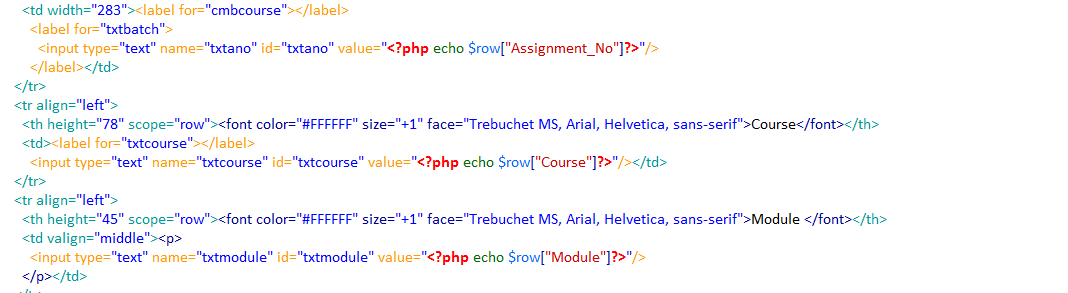 <td width="283"><label for="cmbcourse"></label>
<label for="txtbatch">
<input type="text" name="txtano" id="txtano" value="<?php echo $row["Assignment_No"]?>"/>
</label></td>
</tr>
<tr align="left">
<th height="78" scope="row"><font color="#FFFFFF" size="+1" face="Trebuchet MS, Arial, Helvetica, sans-serif">Course</font></th>
<td><label for="txtcourse"></label>
<input type="text" name="txtcourse" id="txtcourse" value="<?php echo $row["Course"]?>"/></td>
</tr>
<tr align="left">
<th height="45" scope="row"><font color="#FFFFFF" size="+1" face="Trebuchet MS, Arial, Helvetica, sans-serif">Module </font></th>
<td valign="middle"><p>
<input type="text" name="txtmodule" id="txtmodule" value="<?php echo $row["Module"]?>"/>
</p></td>